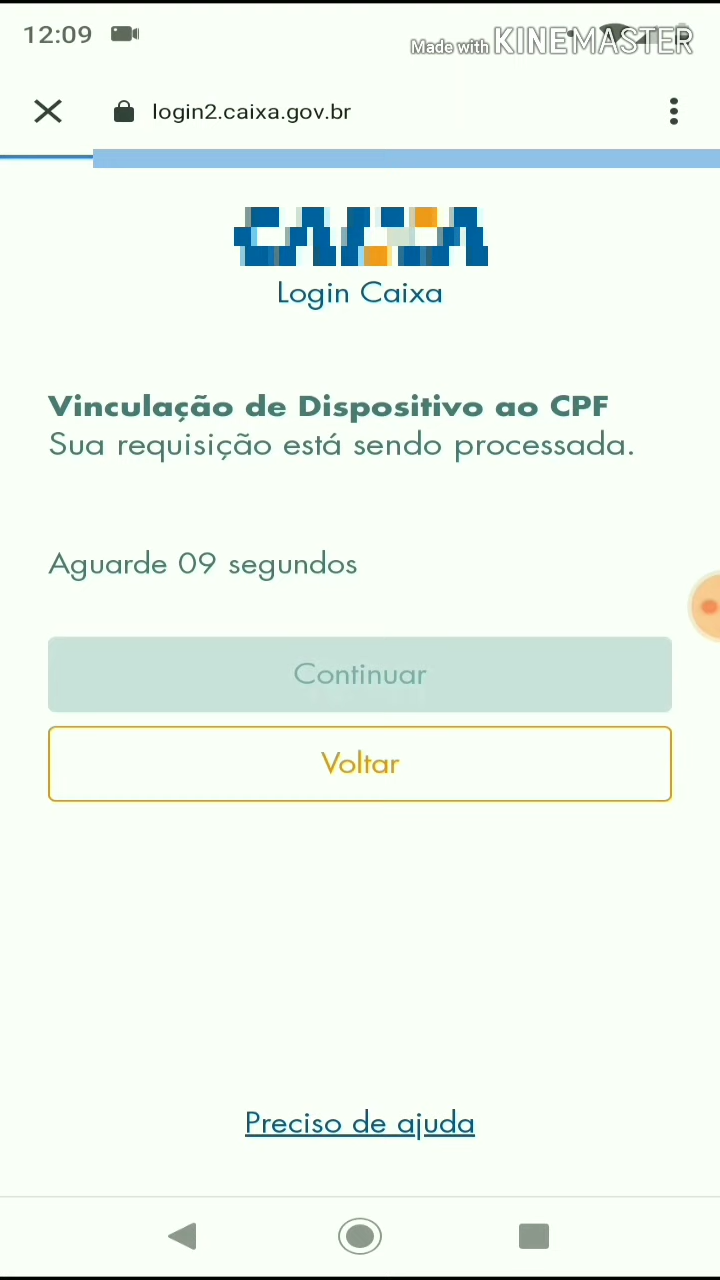 12:09
Made with KINEMASTER
login2.caixa.gov.br
CAIXA
Login Caixa
Vinculação de Dispositivo ao CPF
Sua requisição está sendo processada.
Aguarde 09 segundos
Continuar
Voltar
Preciso de ajuda